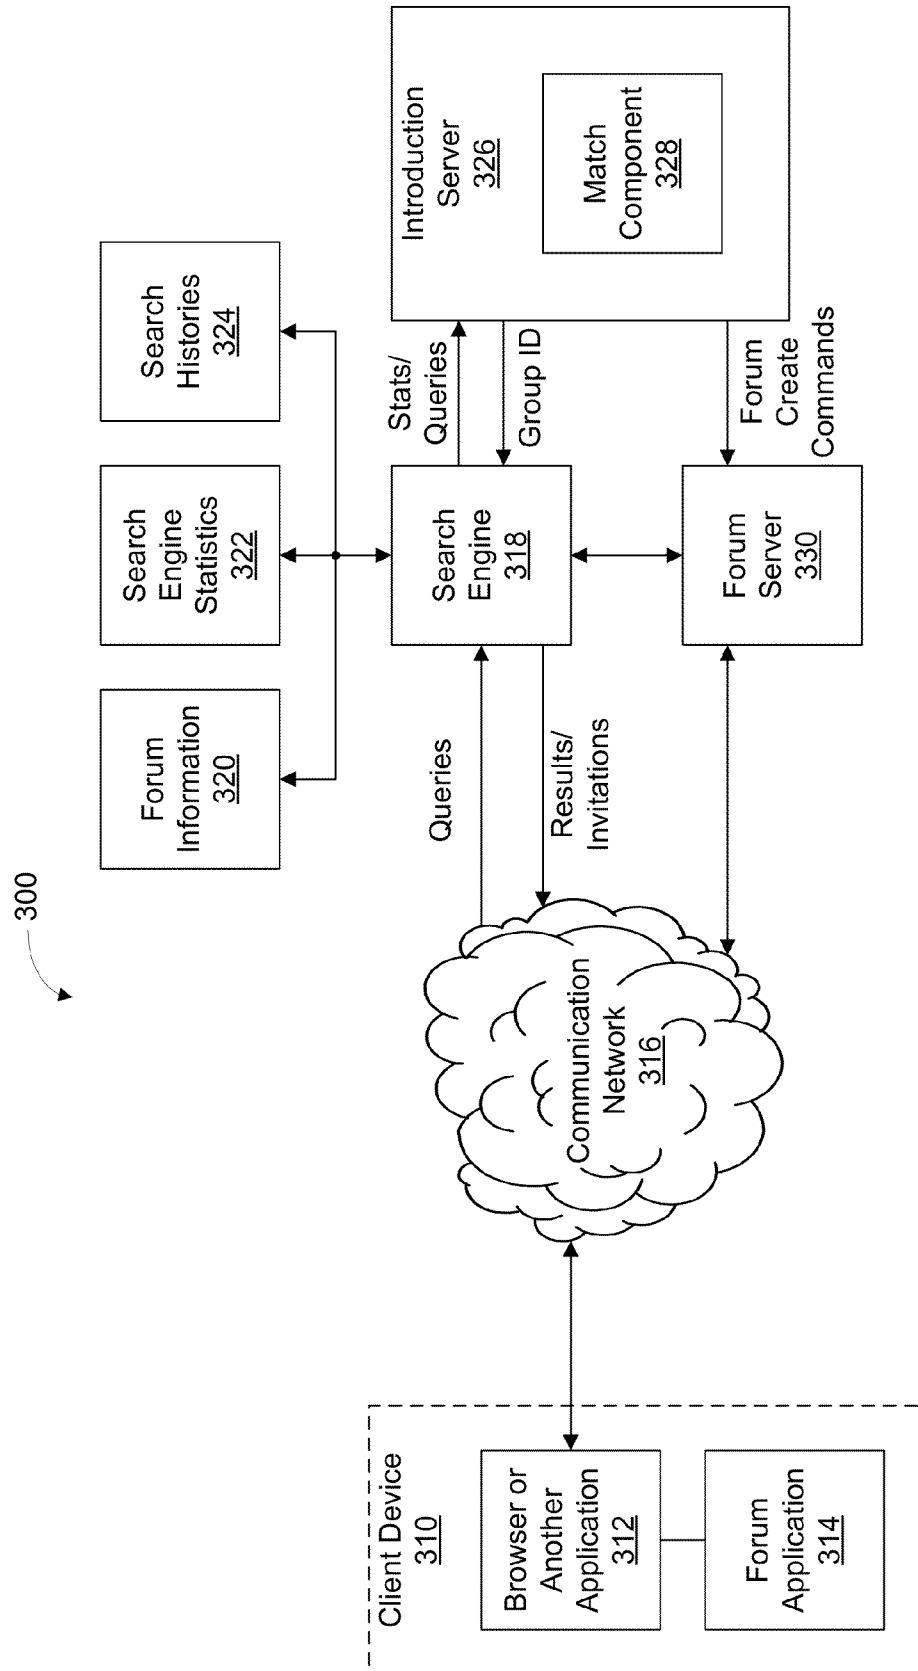 300
Forum
Information
320
Search
Engine
Statistics
322
Search
Histories
324
Client Device
310
Browser or
Another
Application
312
Forum
Application
314
Communication
Network
316
Queries
Results/
Invitations
Search
Engine
318
Stats/
Queries
Group ID
Forum
Server
330
Forum
Create
Commands
Introduction
Server
326
Match
Component
328